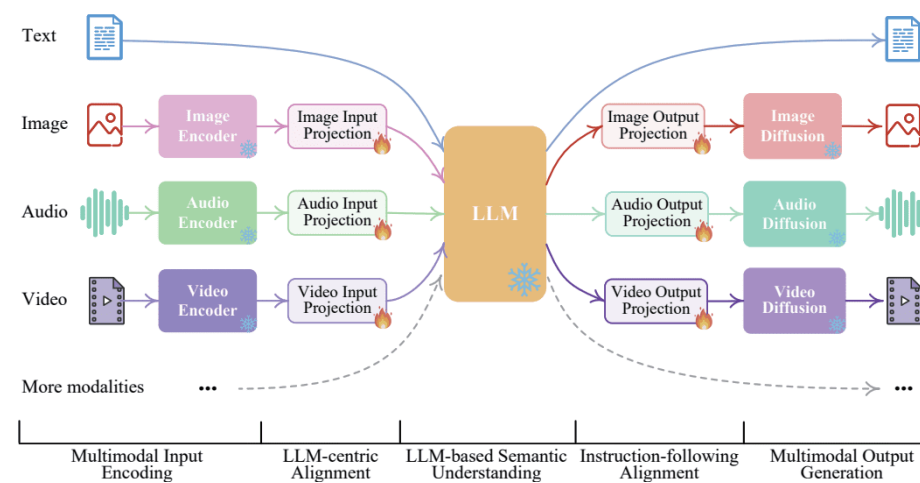 Text
Image
Image
Encoder
Image Input
Projection
Image Output
Projection
Image
Diffusion
Audio
Audio
Encoder
Audio Input
Projection
LLM
Audio Output
Projection
Audio
Diffusion
Video
Video
Encoder
Video Input
Projection
Video Output
Projection
Video
Diffusion
More modalities
...
...
Multimodal Input
Encoding
LLM-centric
Alignment
LLM-based Semantic
Understanding
Instruction-following
Alignment
Multimodal Output
Generation